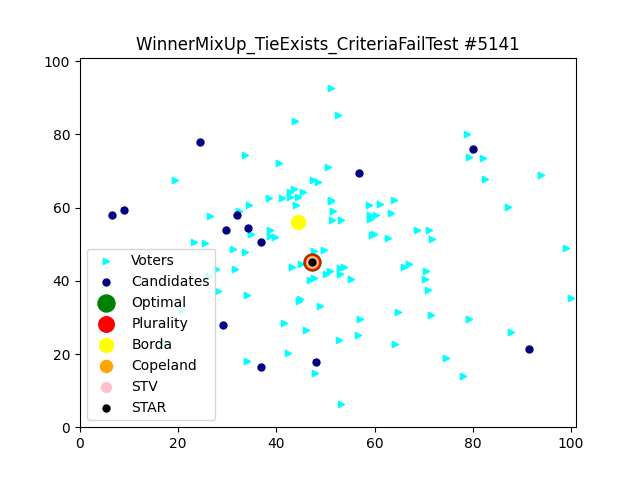 WinnerMixUp_TieExists_CriteriaFailTest #5141
100
80
60
40
20
0
Voters
Candidates
Optimal
Plurality
Borda
Copeland
STV
STAR
0 20 40 60 80 100